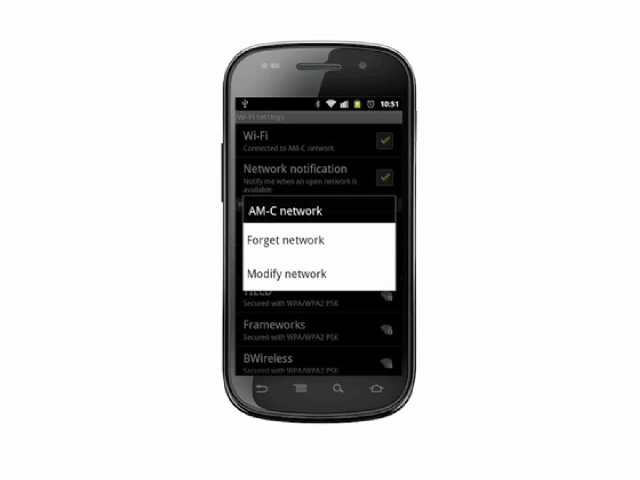 10:51
Wi-Fi settings
Wi-Fi
Connected to AM-C network
Network notification
Notify me when an open network is
available
AM-C network
Forget network
Modify network
Secured with WPA/WPA2 PSK
Frameworks
Secured with WPA/WPA2 PSK
BWireless
Secured with WPA/WPA2 PSK